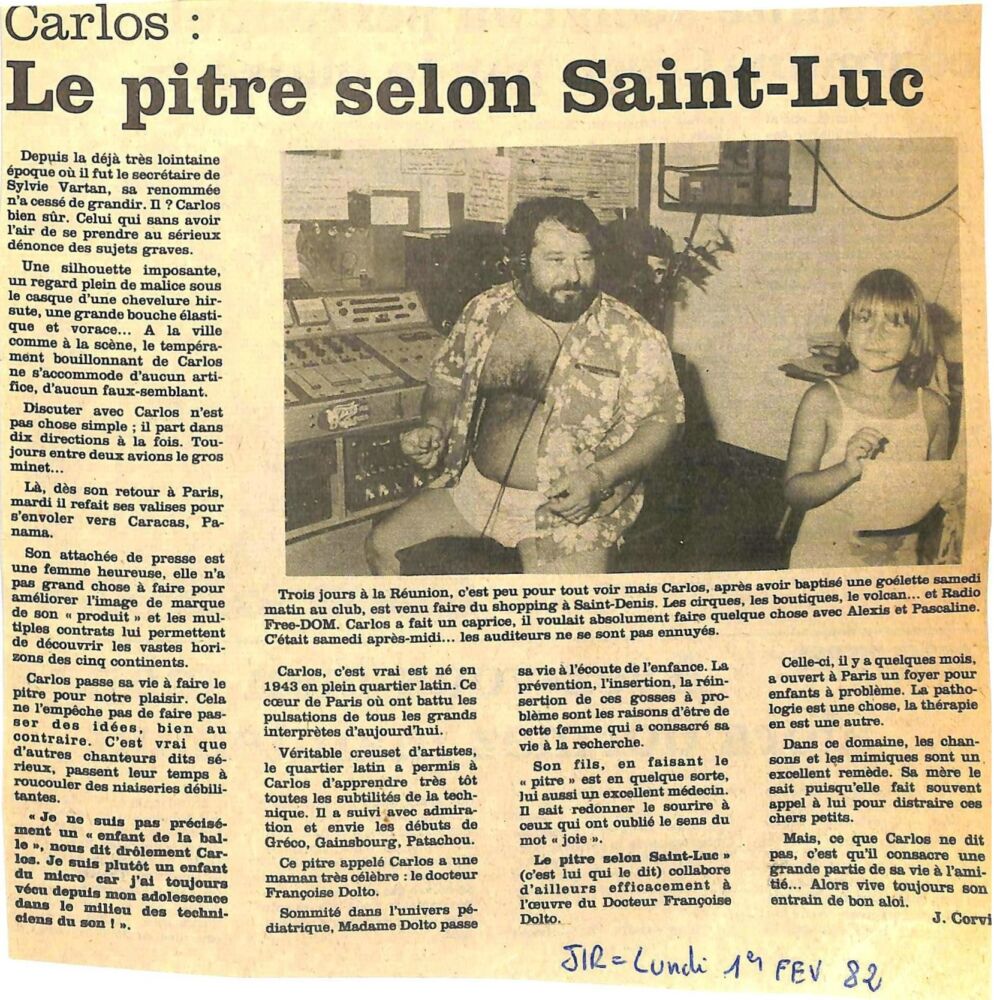 Carlos :
Le pitre selon Saint-Luc
Depuis la déjà très lointaine
époque où il fut le secrétaire de
Sylvie Vartan, sa renommée
n'a cessé de grandir. Il ? Carlos
bien sûr. Celui qui sans avoir
l'air de se prendre au sérieux
dénonce des sujets graves.
Une silhouette imposante,
un regard plein de malice sous
le casque d'une chevelure hir-
sute, une grande bouche élasti-
que et vorace... A la ville
comme à la scène, le tempéra-
ment bouillonnant de Carlos
ne s'accommode d'aucun arti-
fice, d'aucun faux-semblant.
Discuter avec Carlos n'est
pas chose simple ; il part dans
dix directions à la fois. Tou-
jours entre deux avions le gros
minet...
Là, dès son retour à Paris,
mardi il refait ses valises pour
s'envoler vers Caracas, Pa-
nama.
Son attachée de presse est
une femme heureuse, elle n'a
pas grand chose à faire pour
améliorer l'image de marque
de son « produit » et les mul-
tiples contrats lui permettent
de découvrir les vastes hori-
zons des cinq continents.
Carlos passe sa vie à faire le
pitre pour notre plaisir. Cela
ne l'empêche pas de faire pas-
ser des idées, bien au
contraire. C'est vrai que
d'autres chanteurs dits sé-
rieux, passent leur temps à
roucouler des niaiseries débili-
tantes.
« Je ne suis pas précisé-
ment un « enfant de la bal-
le », nous dit drôlement Car-
los. Je suis plutôt un enfant
du micro car j'ai toujours
vécu depuis mon adolescence
dans le milieu des techni-
ciens du son ! ».
Trois jours à la Réunion, c'est peu pour tout voir mais Carlos, après avoir baptisé une goélette samedi
matin au club, est venu faire du shopping à Saint-Denis. Les cirques, les boutiques, le volcan... et Radio
Free-DOM. Carlos a fait un caprice, il voulait absolument faire quelque chose avec Alexis et Pascaline.
C'était samedi après-midi... les auditeurs ne se sont pas ennuyés.
Carlos, c'est vrai est né en
1943 en plein quartier latin. Ce
cœur de Paris où ont battu les
pulsations de tous les grands
interprètes d'aujourd'hui.
Véritable creuset d'artistes,
le quartier latin a permis à
Carlos d'apprendre très tôt
toutes les subtilités de la tech-
nique. Il a suivi avec admira-
tion et envie les débuts de
Gréco, Gainsbourg, Patachou.
Ce pitre appelé Carlos a une
maman très célèbre : le docteur
Françoise Dolto.
Sommité dans l'univers pé-
diatrique, Madame Dolto passe
sa vie à l'écoute de l'enfance. La
prévention, l'insertion, la réin-
sertion de ces gosses à pro-
blème sont les raisons d'être de
cette femme qui a consacré sa
vie à la recherche.
Son fils, en faisant le
« pitre » est en quelque sorte,
lui aussi un excellent médecin.
Il sait redonner le sourire à
ceux qui ont oublié le sens du
mot « joie ».
Le pitre selon Saint-Luc »
(c'est lui qui le dit) collabore
d'ailleurs efficacement à
l'œuvre du Docteur Françoise
Dolto.
Celle-ci, il y a quelques mois,
a ouvert à Paris un foyer pour
enfants à problème. La patho-
logie est une chose, la thérapie
en est une autre.
Dans ce domaine, les chan-
sons et les mimiques sont un
excellent remède. Sa mère le
sait puisqu'elle fait souvent
appel à lui pour distraire ces
chers petits.
Mais, ce que Carlos ne dit
pas, c'est qu'il consacre une
grande partie de sa vie à l'ami-
tié... Alors vive toujours son
entrain de bon aloi.
J. Corvi
JIR = Lundi 1er FEV 82